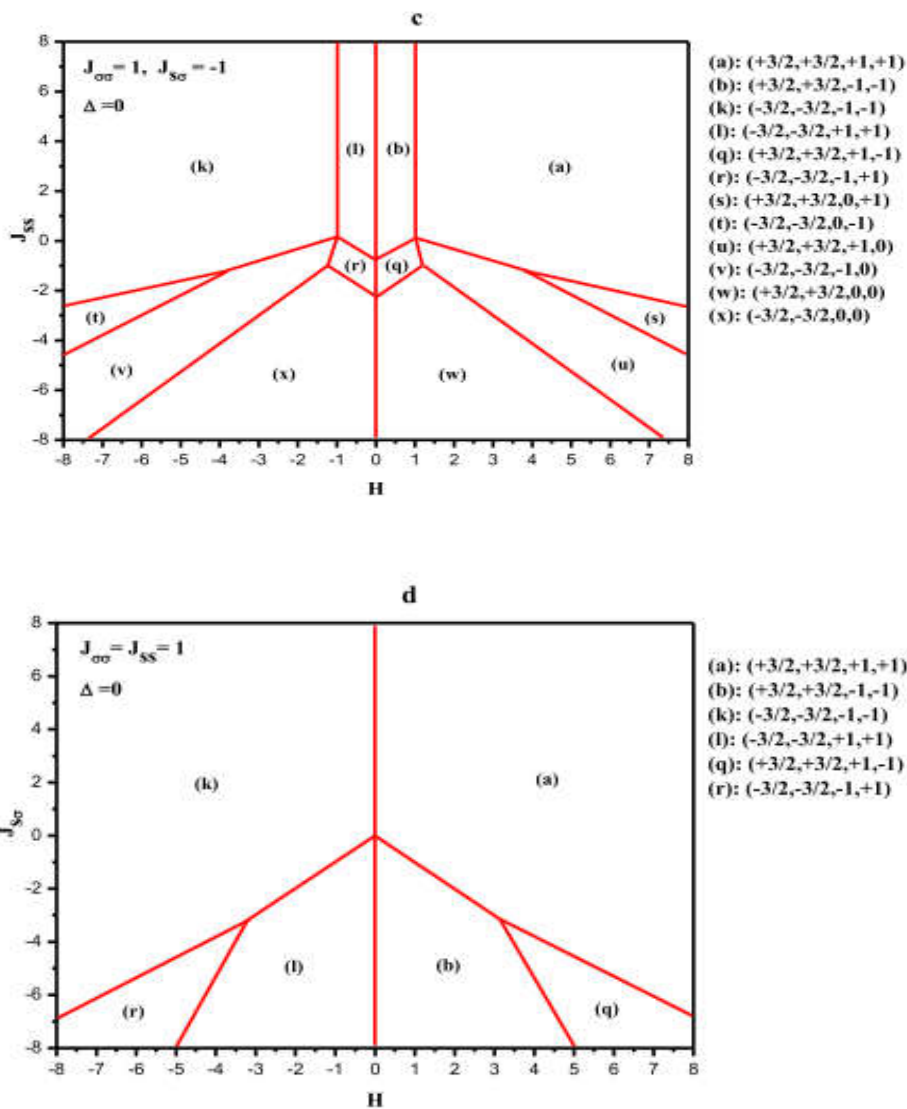 c
J_σσ = 1, J_Sσ = -1
Δ =0
(k)
(l)
(b)
(a)
(r)
(q)
(t)
(s)
(v)
(x)
(w)
(u)
8
4
0
-2
-4
-6
-8
J_SS
-8 -7 -6 -5 -4 -3 -2 -1 0 1 2 3 4 5 6 7 8
H
(a): (+3/2,+3/2,+1,+1)
(b): (+3/2,+3/2,-1,-1)
(k): (-3/2,-3/2,-1,-1)
(l): (-3/2,-3/2,+1,+1)
(q): (+3/2,+3/2,+1,-1)
(r): (-3/2,-3/2,-1,+1)
(s): (+3/2,+3/2,0,+1)
(t): (-3/2,-3/2,0,-1)
(u): (+3/2,+3/2,+1,0)
(v): (-3/2,-3/2,-1,0)
(w): (+3/2,+3/2,0,0)
(x): (-3/2,-3/2,0,0)
d
J_σσ = J_SS = 1
Δ =0
(k)
(a)
(l)
(b)
(r)
(q)
8
6
4
2
0
-2
-4
-6
-8
J_Sσ
-8 -7 -6 -5 -4 -3 -2 -1 0 1 2 3 4 5 6 7 8
H
(a): (+3/2,+3/2,+1,+1)
(b): (+3/2,+3/2,-1,-1)
(k): (-3/2,-3/2,-1,-1)
(l): (-3/2,-3/2,+1,+1)
(q): (+3/2,+3/2,+1,-1)
(r): (-3/2,-3/2,-1,+1)